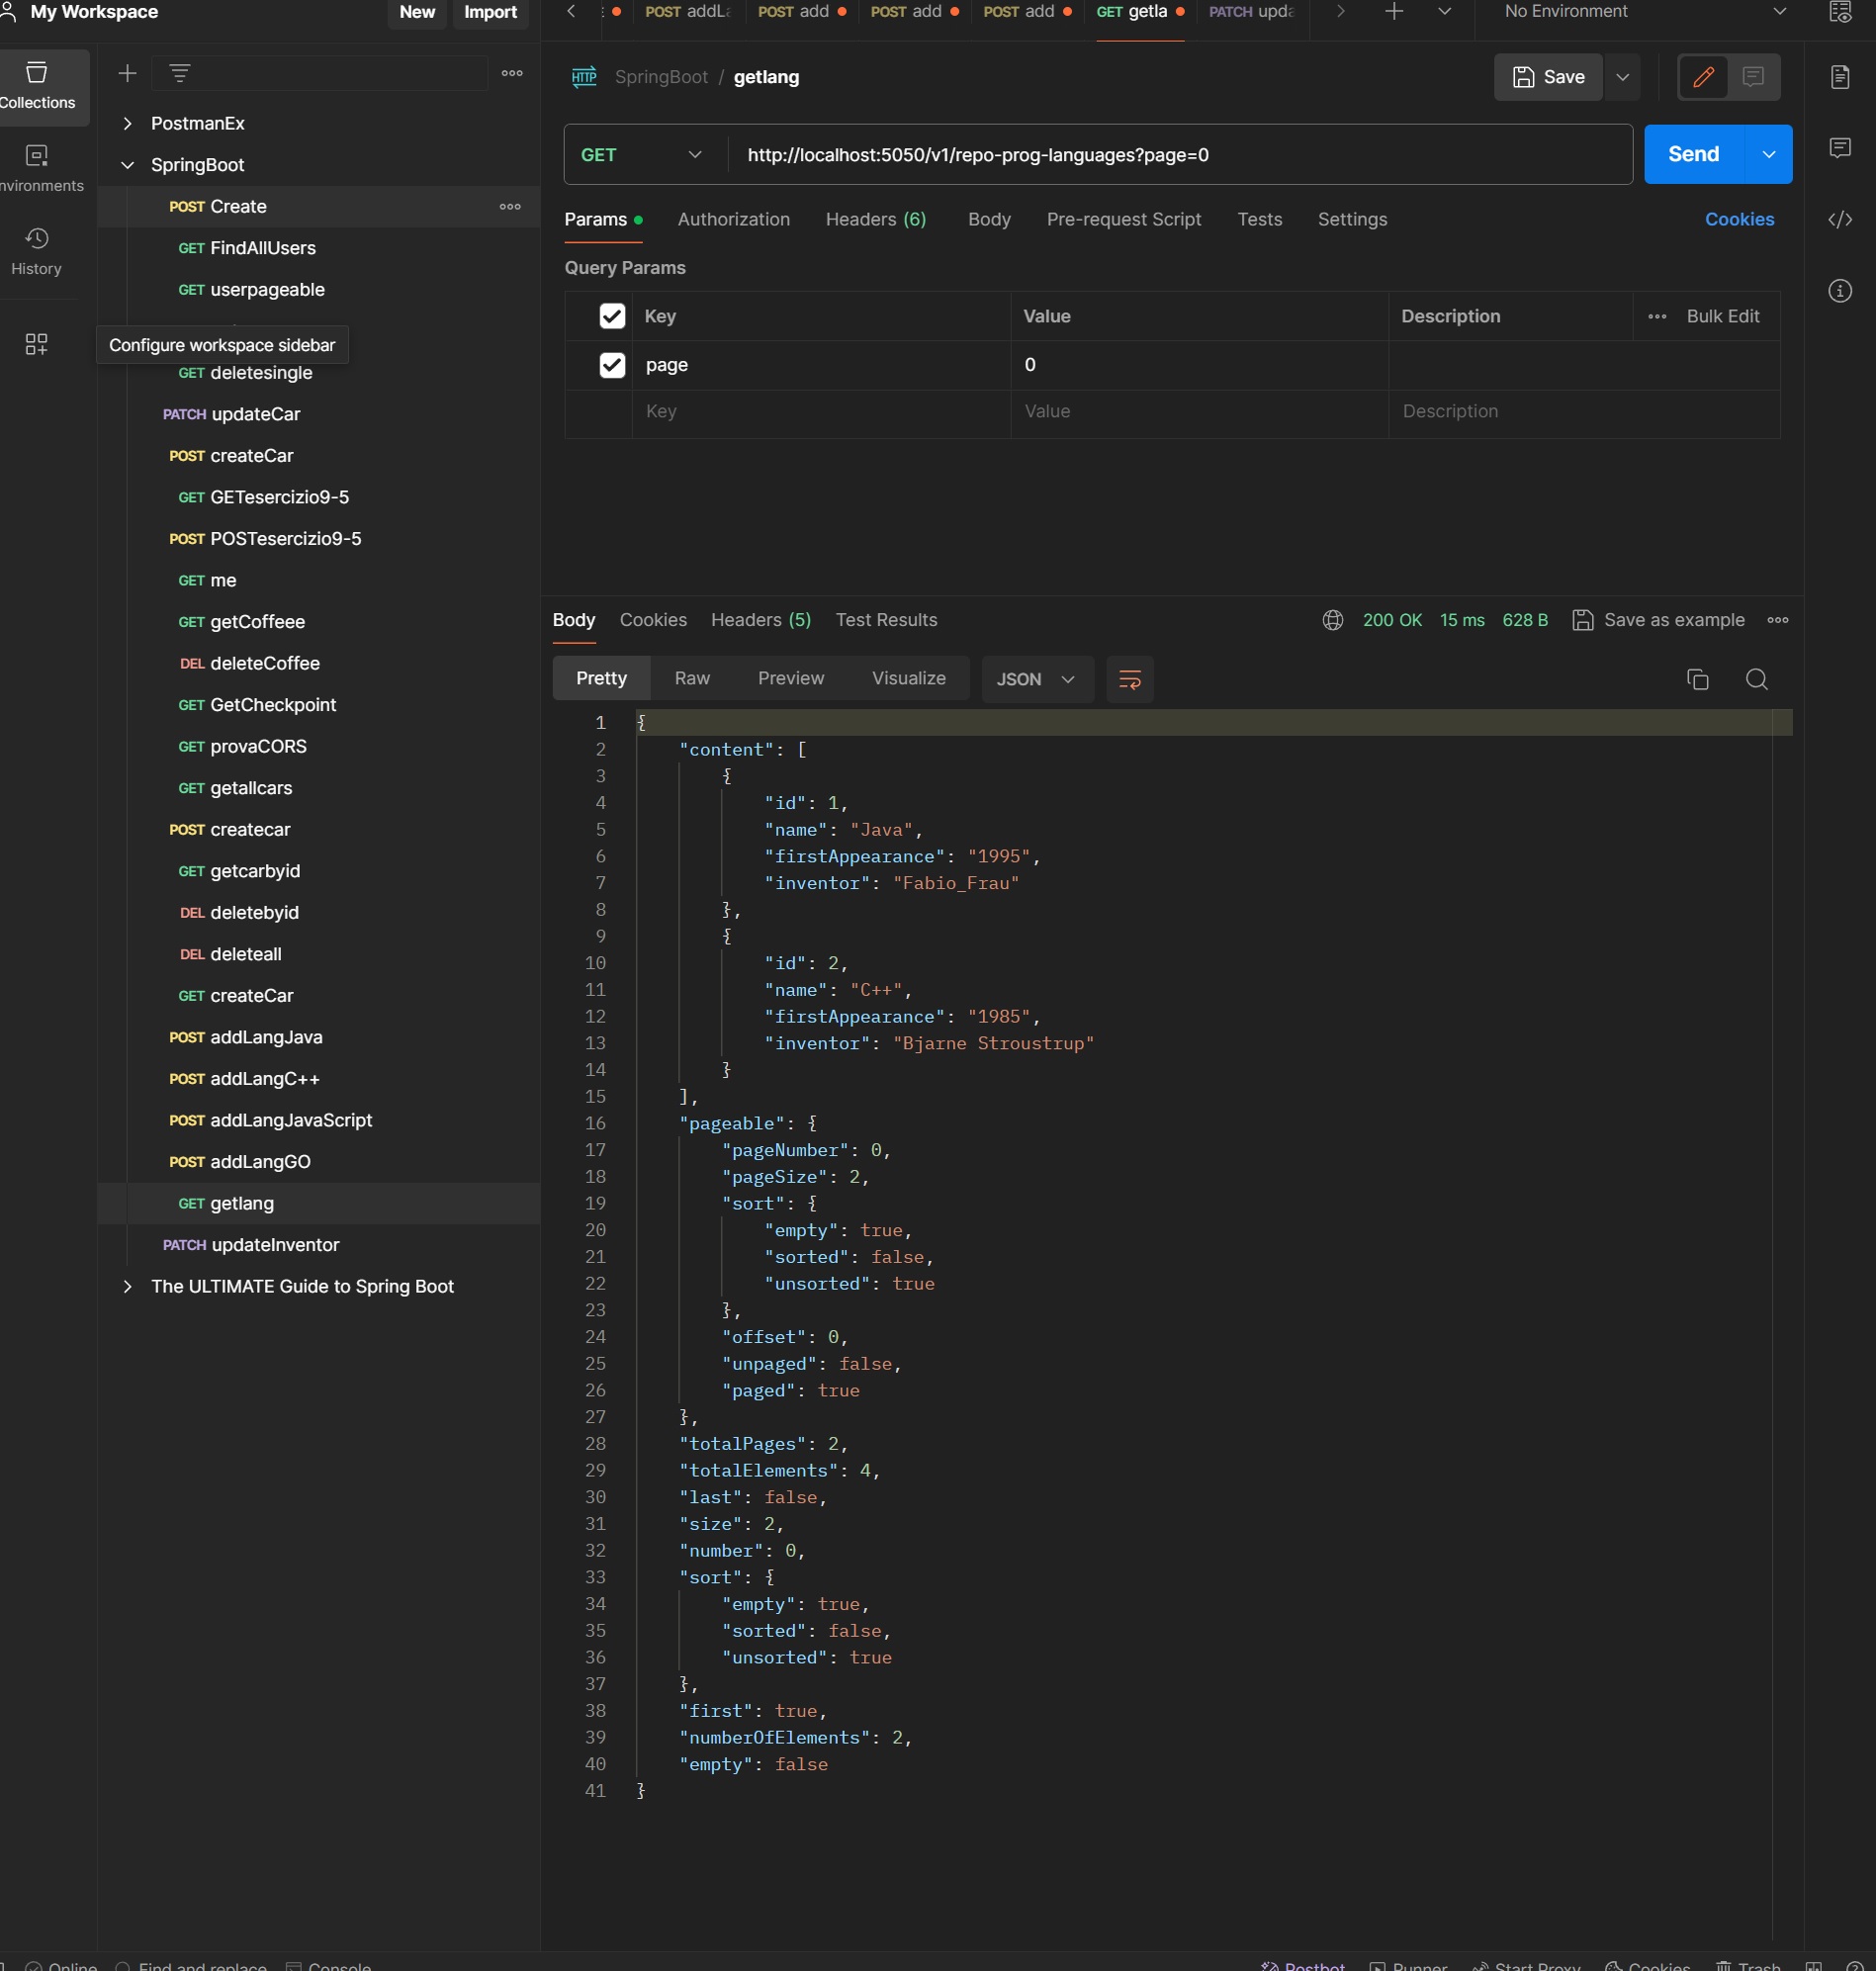 My Workspace
New
Import
POST addLa
POST add
POST add
POST add
GET getla
PATCH upda
No Environment
Collections
nvironments
History
PostmanEx
SpringBoot
POST Create
GET FindAllUsers
GET userpageable
Configure workspace sidebar
GET deletesingle
PATCH updateCar
POST createCar
GET GETesercizio9-5
POST POSTesercizio9-5
GET me
GET getCoffeee
DEL deleteCoffee
GET GetCheckpoint
GET provaCORS
GET getallcars
POST createcar
GET getcarbyid
DEL deletebyid
DEL deleteall
GET createCar
POST addLangJava
POST addLangC++
POST addLangJavaScript
POST addLangGO
GET getlang
PATCH updateInventor
The ULTIMATE Guide to Spring Boot
HTTP SpringBoot / getlang
Save
GET http://localhost:5050/v1/repo-prog-languages?page=0
Send
Params Authorization Headers (6) Body Pre-request Script Tests Settings Cookies
Query Params
Key Value Description Bulk Edit
page 0
Key Value Description
Body Cookies Headers (5) Test Results 200 OK 15 ms 628 B Save as example
Pretty Raw Preview Visualize JSON
1 {
2 "content": [
3 {
4 "id": 1,
5 "name": "Java",
6 "firstAppearance": "1995",
7 "inventor": "Fabio_Frau"
8 },
9 {
10 "id": 2,
11 "name": "C++",
12 "firstAppearance": "1985",
13 "inventor": "Bjarne Stroustrup"
14 }
15 ],
16 "pageable": {
17 "pageNumber": 0,
18 "pageSize": 2,
19 "sort": {
20 "empty": true,
21 "sorted": false,
22 "unsorted": true
23 },
24 "offset": 0,
25 "unpaged": false,
26 "paged": true
27 },
28 "totalPages": 2,
29 "totalElements": 4,
30 "last": false,
31 "size": 2,
32 "number": 0,
33 "sort": {
34 "empty": true,
35 "sorted": false,
36 "unsorted": true
37 },
38 "first": true,
39 "numberOfElements": 2,
40 "empty": false
41 }
Online Find and replace Console Postbot Runner Start Proxy Cookies Trash